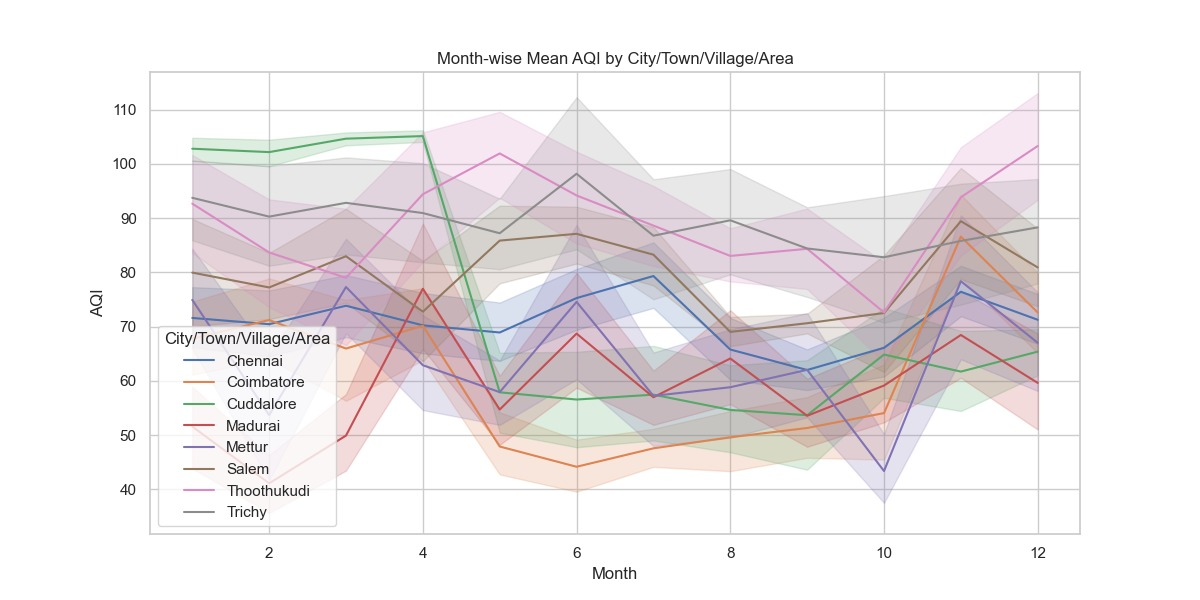 Month-wise Mean AQI by City/Town/Village/Area
AQI
110
100
90
80
70
60
50
40
City/Town/Village/Area
Chennai
Coimbatore
Cuddalore
Madurai
Mettur
Salem
Thoothukudi
Trichy
2 4 6 8 10 12
Month